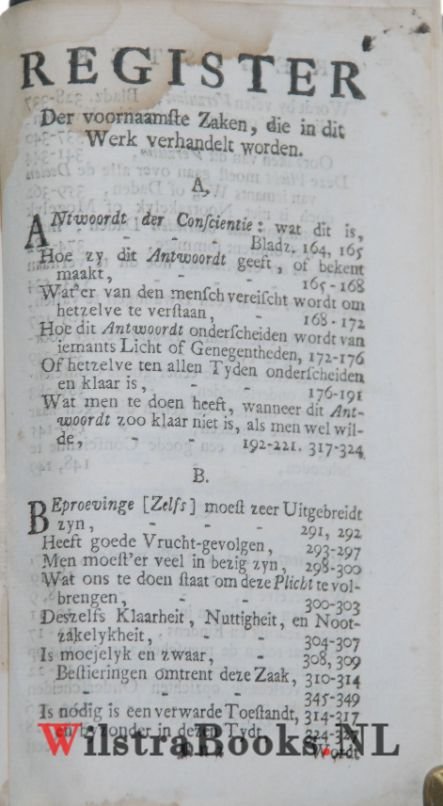 REGISTER
Der voornaamſte Zaken, die in dit
Werk verhandelt worden.
A,
ANtwoordt der Conſcientie: wat dit is,
- - - Bladz. 164, 165
Hoe zy dit Antwoordt geeft, of bekent
maakt, - - - 165-168
Wat'er van den menſch vereiſcht wordt om
hetzelve te verſtaan, - 168-172
Hoe dit Antwoordt onderſcheiden wordt van
iemants Licht of Genegentheden, 172-176
Of hetzelve ten allen Tyden onderſcheiden
en klaar is, - - - 176-191
Wat men te doen heeft, wanneer dit Ant-
woordt zoo klaar niet is, als men wel wil-
de, - - 192-221. 317-324
B.
BEproevinge [Zelfs] moeſt zeer Uitgebreidt
zyn, - - - 291, 292
Heeft goede Vrucht-gevolgen, 293-297
Men moeſt'er veel in bezig zyn, 298-300
Wat ons te doen ſtaat om deze Plicht te vol-
brengen, - - - 300-303
Deszelfs Klaarheit, Nuttigheit, en Noot-
zakelykheit, - - 304-307
Is moejelyk en zwaar, - 308, 309
Beſtieringen omtrent deze Zaak, 310-314
- - - 345-349
Is nodig is een verwarde Toeſtandt, 314-317
en byzonder in dezen Tydt,
WilstraBooks.NL
Wordt